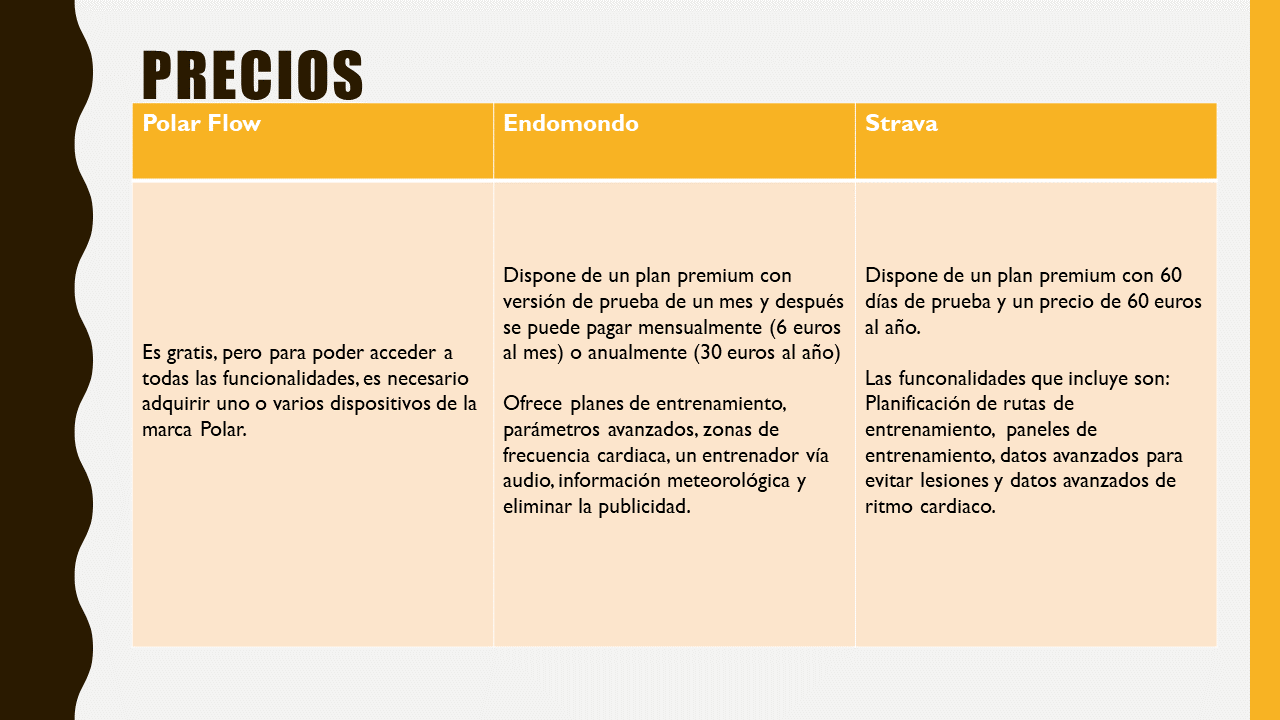 PRECIOS
Polar Flow
Endomondo
Strava
Es gratis, pero para poder acceder a
todas las funcionalidades, es necesario
adquirir uno o varios dispositivos de la
marca Polar.
Dispone de un plan premium con
versión de prueba de un mes y después
se puede pagar mensualmente (6 euros
al mes) o anualmente (30 euros al año)
Ofrece planes de entrenamiento,
parámetros avanzados, zonas de
frecuencia cardiaca, un entrenador vía
audio, información meteorológica y
eliminar la publicidad.
Dispone de un plan premium con 60
días de prueba y un precio de 60 euros
al año.
Las funconalidades que incluye son:
Planificación de rutas de
entrenamiento, paneles de
entrenamiento, datos avanzados para
evitar lesiones y datos avanzados de
ritmo cardiaco.